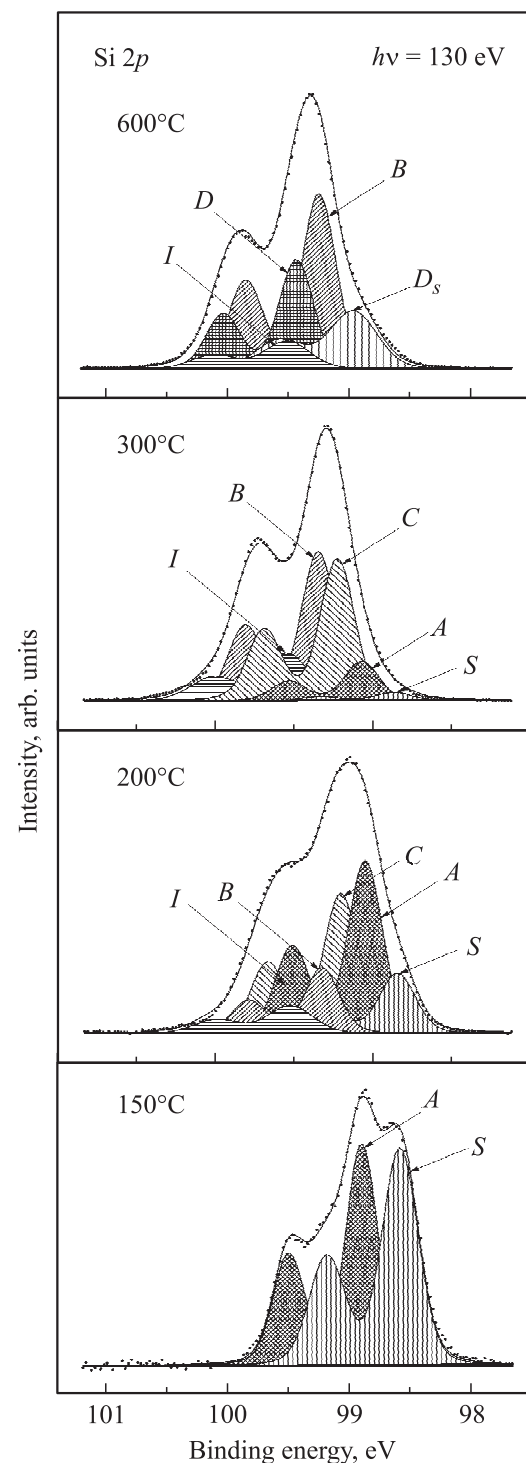 Si 2p
hν = 130 eV
600°C
D
B
I
Dₛ
300°C
B
C
I
A
S
200°C
C
B
A
I
S
150°C
A
S
Intensity, arb. units
101 100 99 98
Binding energy, eV